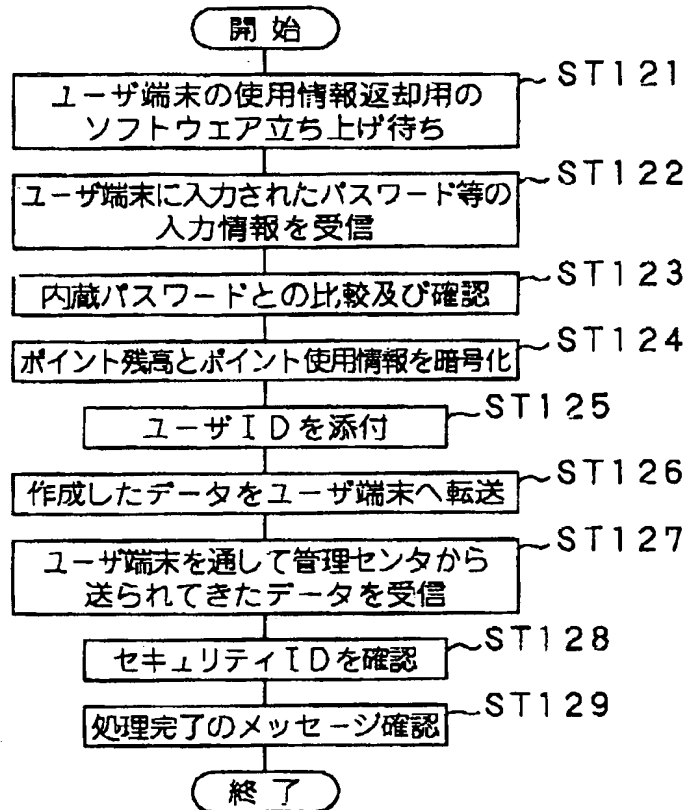 開 始
ユーザ端末の使用情報返却用の
ソフトウェア立ち上げ待ち
ST121
ユーザ端末に入力されたパスワード等の
入力情報を受信
ST122
内蔵パスワードとの比較及び確認
ST123
ポイント残高とポイント使用情報を暗号化
ST124
ユーザIDを添付
ST125
作成したデータをユーザ端末へ転送
ST126
ユーザ端末を通して管理センタから
送られてきたデータを受信
ST127
セキュリティIDを確認
ST128
処理完了のメッセージ確認
ST129
終 了